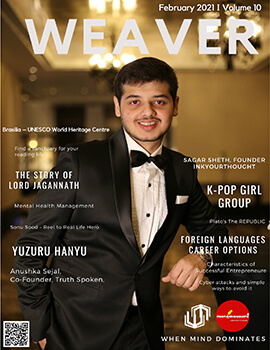 February 2021 I Volume 10
WEAVER
Brasilia – UNESCO World Heritage Centre
Find a sanctuary for your
reading life
THE STORY OF
LORD JAGANNATH
Mental Health Management
Sonu Sood - Reel to Real Life Hero
YUZURU HANYU
Anushka Sejal,
Co-Founder, Truth Spoken.
SAGAR SHETH, FOUNDER
INKYOURTHOUGHT
K-POP GIRL
GROUP
Plato's The REPUBLIC
FOREIGN LANGUAGES
CAREER OPTIONS
Characteristics of
Successful Entrepreneure
Cyber attacks and simple
ways to avoid it
WHEN MIND DOMINATES